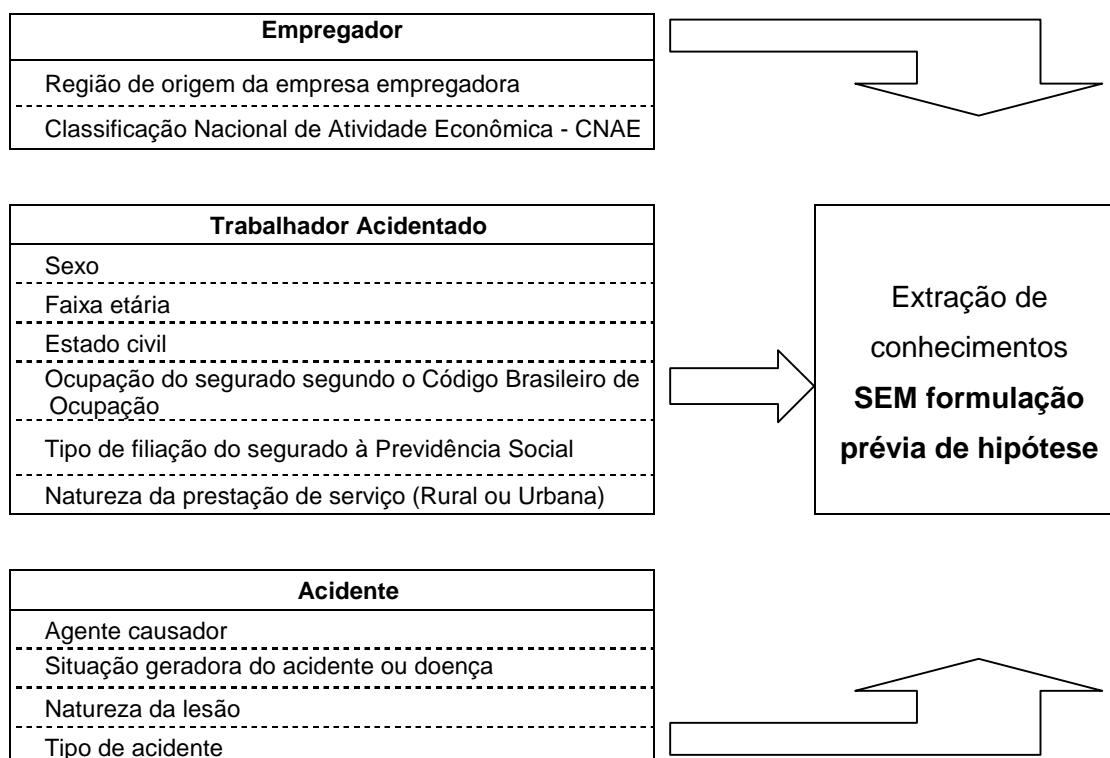 Empregador
Região de origem da empresa empregadora
Classificação Nacional de Atividade Econômica - CNAE
Trabalhador Acidentado
Sexo
Faixa etária
Estado civil
Ocupação do segurado segundo o Código Brasileiro de
Ocupação
Tipo de filiação do segurado à Previdência Social
Natureza da prestação de serviço (Rural ou Urbana)
Extração de
conhecimentos
SEM formulação
prévia de hipótese
Acidente
Agente causador
Situação geradora do acidente ou doença
Natureza da lesão
Tipo de acidente